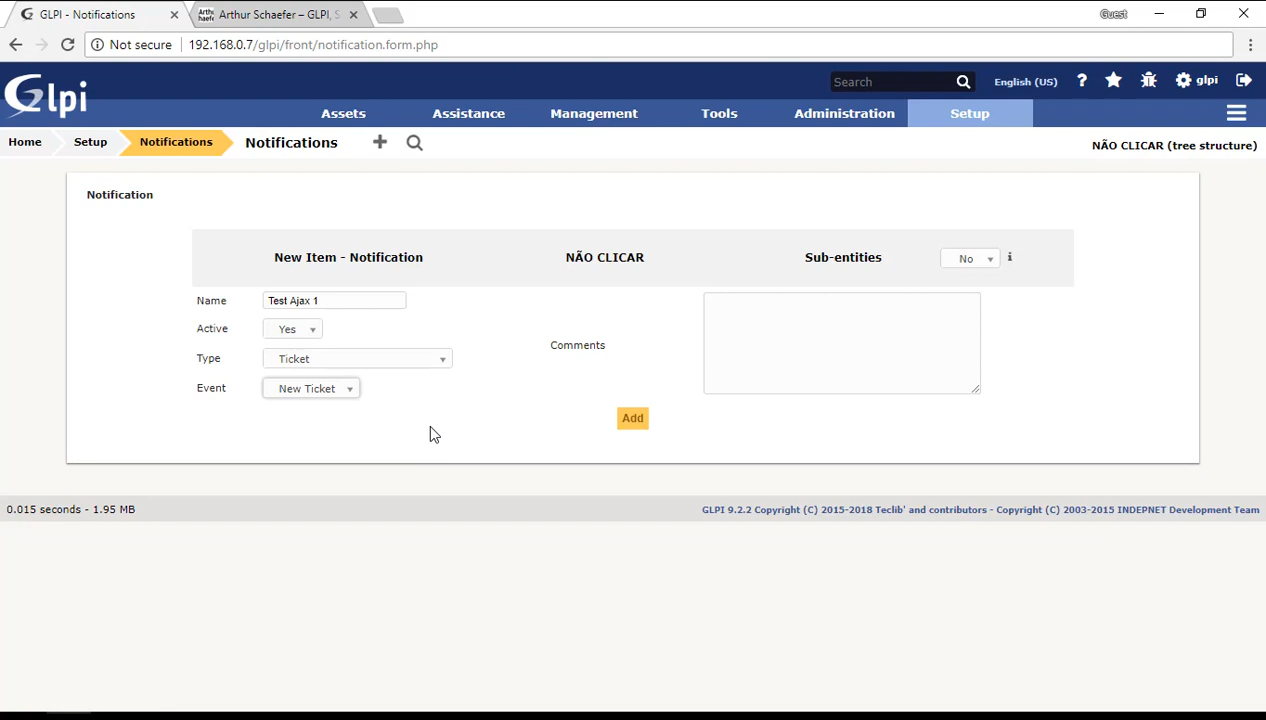 GLPI - Notifications
Arthur Schaefer – GLPI, S
Guest
Not secure 192.168.0.7/glpi/front/notification.form.php
Glpi
Search
English (US)
?
glpi
Assets Assistance Management Tools Administration Setup
Home Setup Notifications Notifications
NÃO CLICAR (tree structure)
Notification
New Item - Notification NÃO CLICAR Sub-entities No
Name Test Ajax 1
Active Yes
Type Ticket
Comments
Event New Ticket
Add
0.015 seconds - 1.95 MB
GLPI 9.2.2 Copyright (C) 2015-2018 Teclib' and contributors - Copyright (C) 2003-2015 INDEPNET Development Team